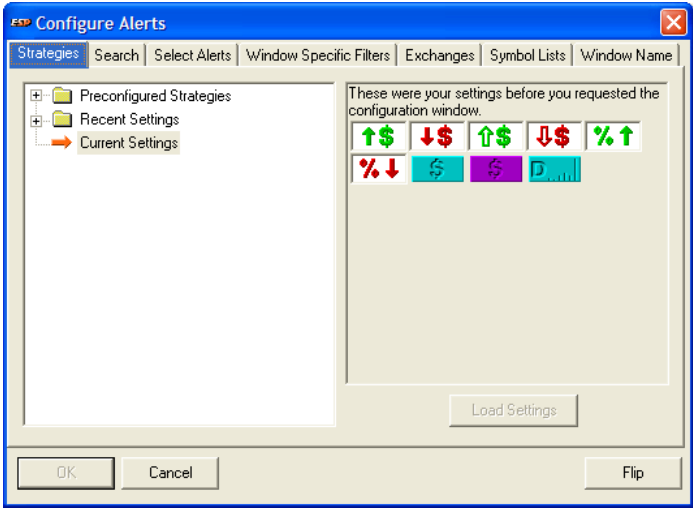 ESP Configure Alerts
Strategies Search Select Alerts Window Specific Filters Exchanges Symbol Lists Window Name
Preconfigured Strategies
Recent Settings
Current Settings
These were your settings before you requested the
configuration window.
$ $ $ $ %
% $ $ D
Load Settings
OK Cancel Flip